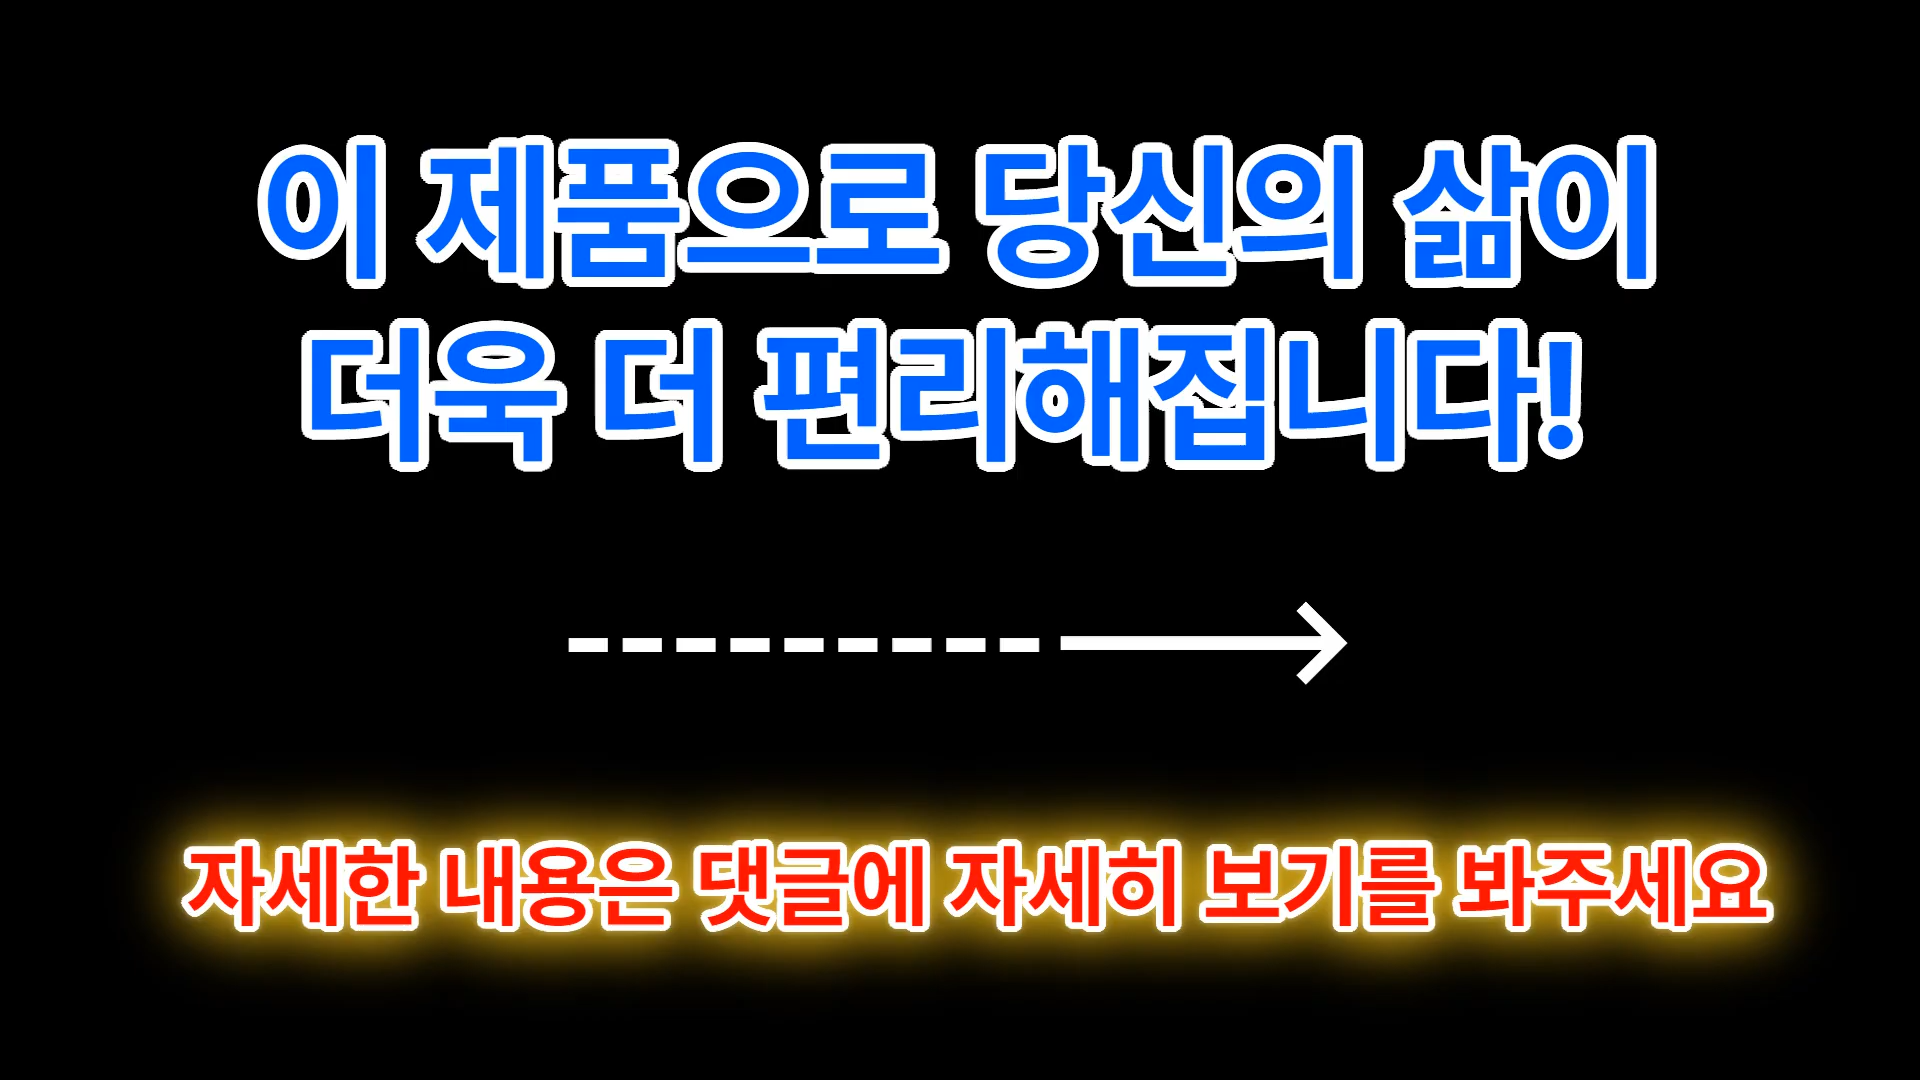 이 제품으로 당신의 삶이
더욱 더 편리해집니다!
자세한 내용은 댓글에 자세히 보기를 봐주세요